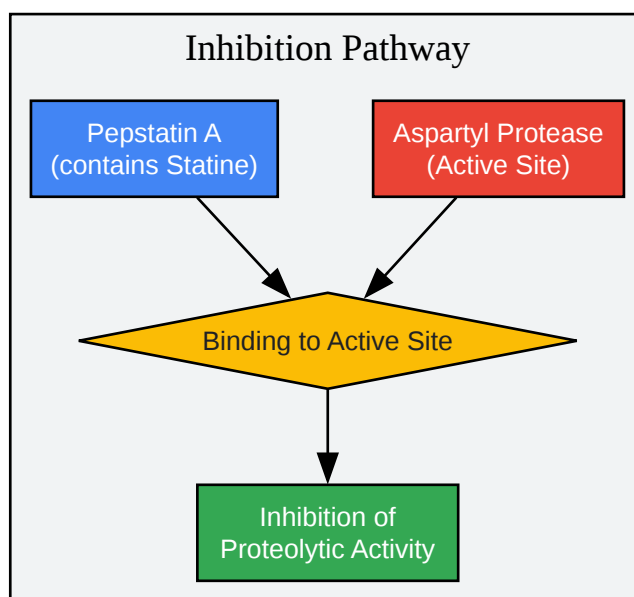 Inhibition Pathway
Pepstatin A
(contains Statine)
Aspartyl Protease
(Active Site)
Binding to Active Site
Inhibition of
Proteolytic Activity